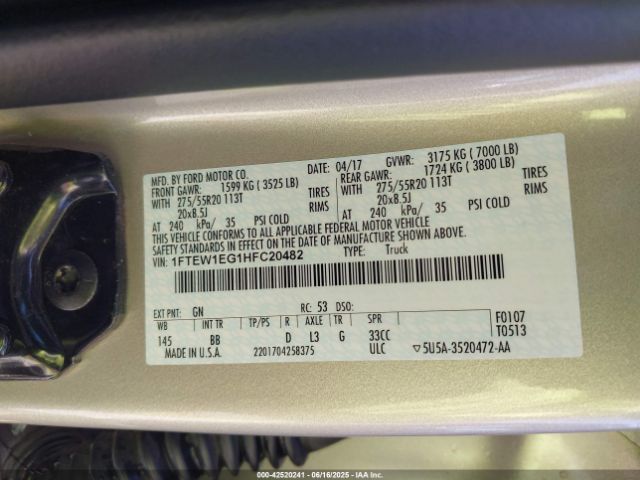 MFD. BY FORD MOTOR CO.
DATE: 04/17 GVWR: 3175 KG ( 7000 LB)
FRONT GAWR: 1599 KG ( 3525 LB)
REAR GAWR: 1724 KG ( 3800 LB)
WITH 275/55R20 113T TIRES
WITH 275/55R20 113T TIRES
20x8.5J RIMS
20x8.5J RIMS
AT 240 kPa/ 35 PSI COLD
AT 240 kPa/ 35 PSI COLD
THIS VEHICLE CONFORMS TO ALL APPLICABLE FEDERAL MOTOR VEHICLE
SAFETY STANDARDS IN EFFECT ON THE DATE OF MANUFACTURE SHOWN ABOVE.
VIN: 1FTEW1EG1HFC20482 TYPE: Truck
EXT PNT: GN RC: 53 DSO:
WB INT TR TP/PS R AXLE TR SPR
145 BB D L3 G 33CC
F0107
T0513
MADE IN U.S.A. 2201704258375 ULC ▽5U5A-3520472-AA
000-42520241 - 06/16/2025 - IAA Inc.